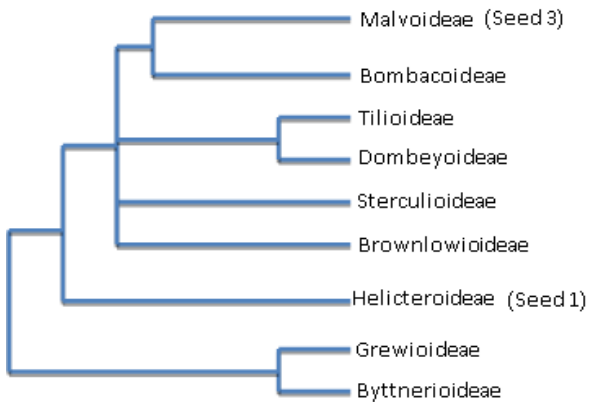 Malvoideae (Seed 3)
Bombacoideae
Tilioideae
Dombeyoideae
Sterculioideae
Brownlowioideae
Helicteroideae (Seed 1)
Grewioideae
Byttnerioideae